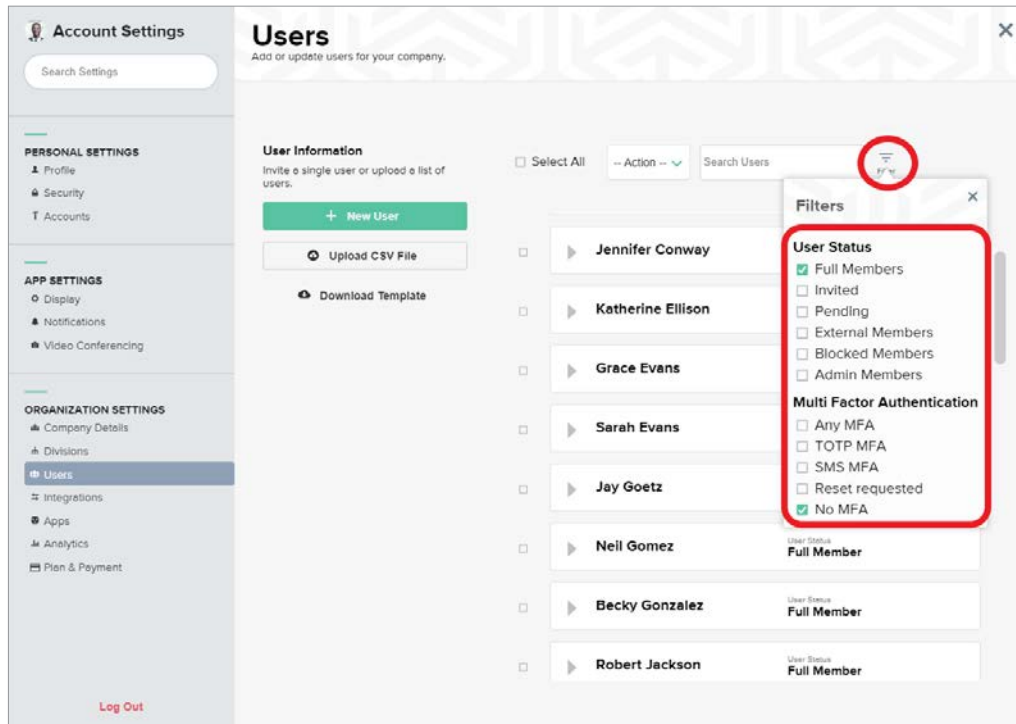 Account Settings
Search Settings
PERSONAL SETTINGS
Profile
Security
Accounts
APP SETTINGS
Display
Notifications
Video Conferencing
ORGANIZATION SETTINGS
Company Details
Divisions
Users
Integrations
Apps
Analytics
Plan & Payment
Log Out
Users
Add or update users for your company.
User Information
Invite a single user or upload a list of
users.
+ New User
Upload CSV File
Download Template
Select All
-- Action --
Search Users
Filter
Filters
User Status
Full Members
Invited
Pending
External Members
Blocked Members
Admin Members
Multi Factor Authentication
Any MFA
TOTP MFA
SMS MFA
Reset requested
No MFA
Jennifer Conway
Katherine Ellison
Grace Evans
Sarah Evans
Jay Goetz
Neil Gomez
User Status
Full Member
Becky Gonzalez
User Status
Full Member
Robert Jackson
User Status
Full Member